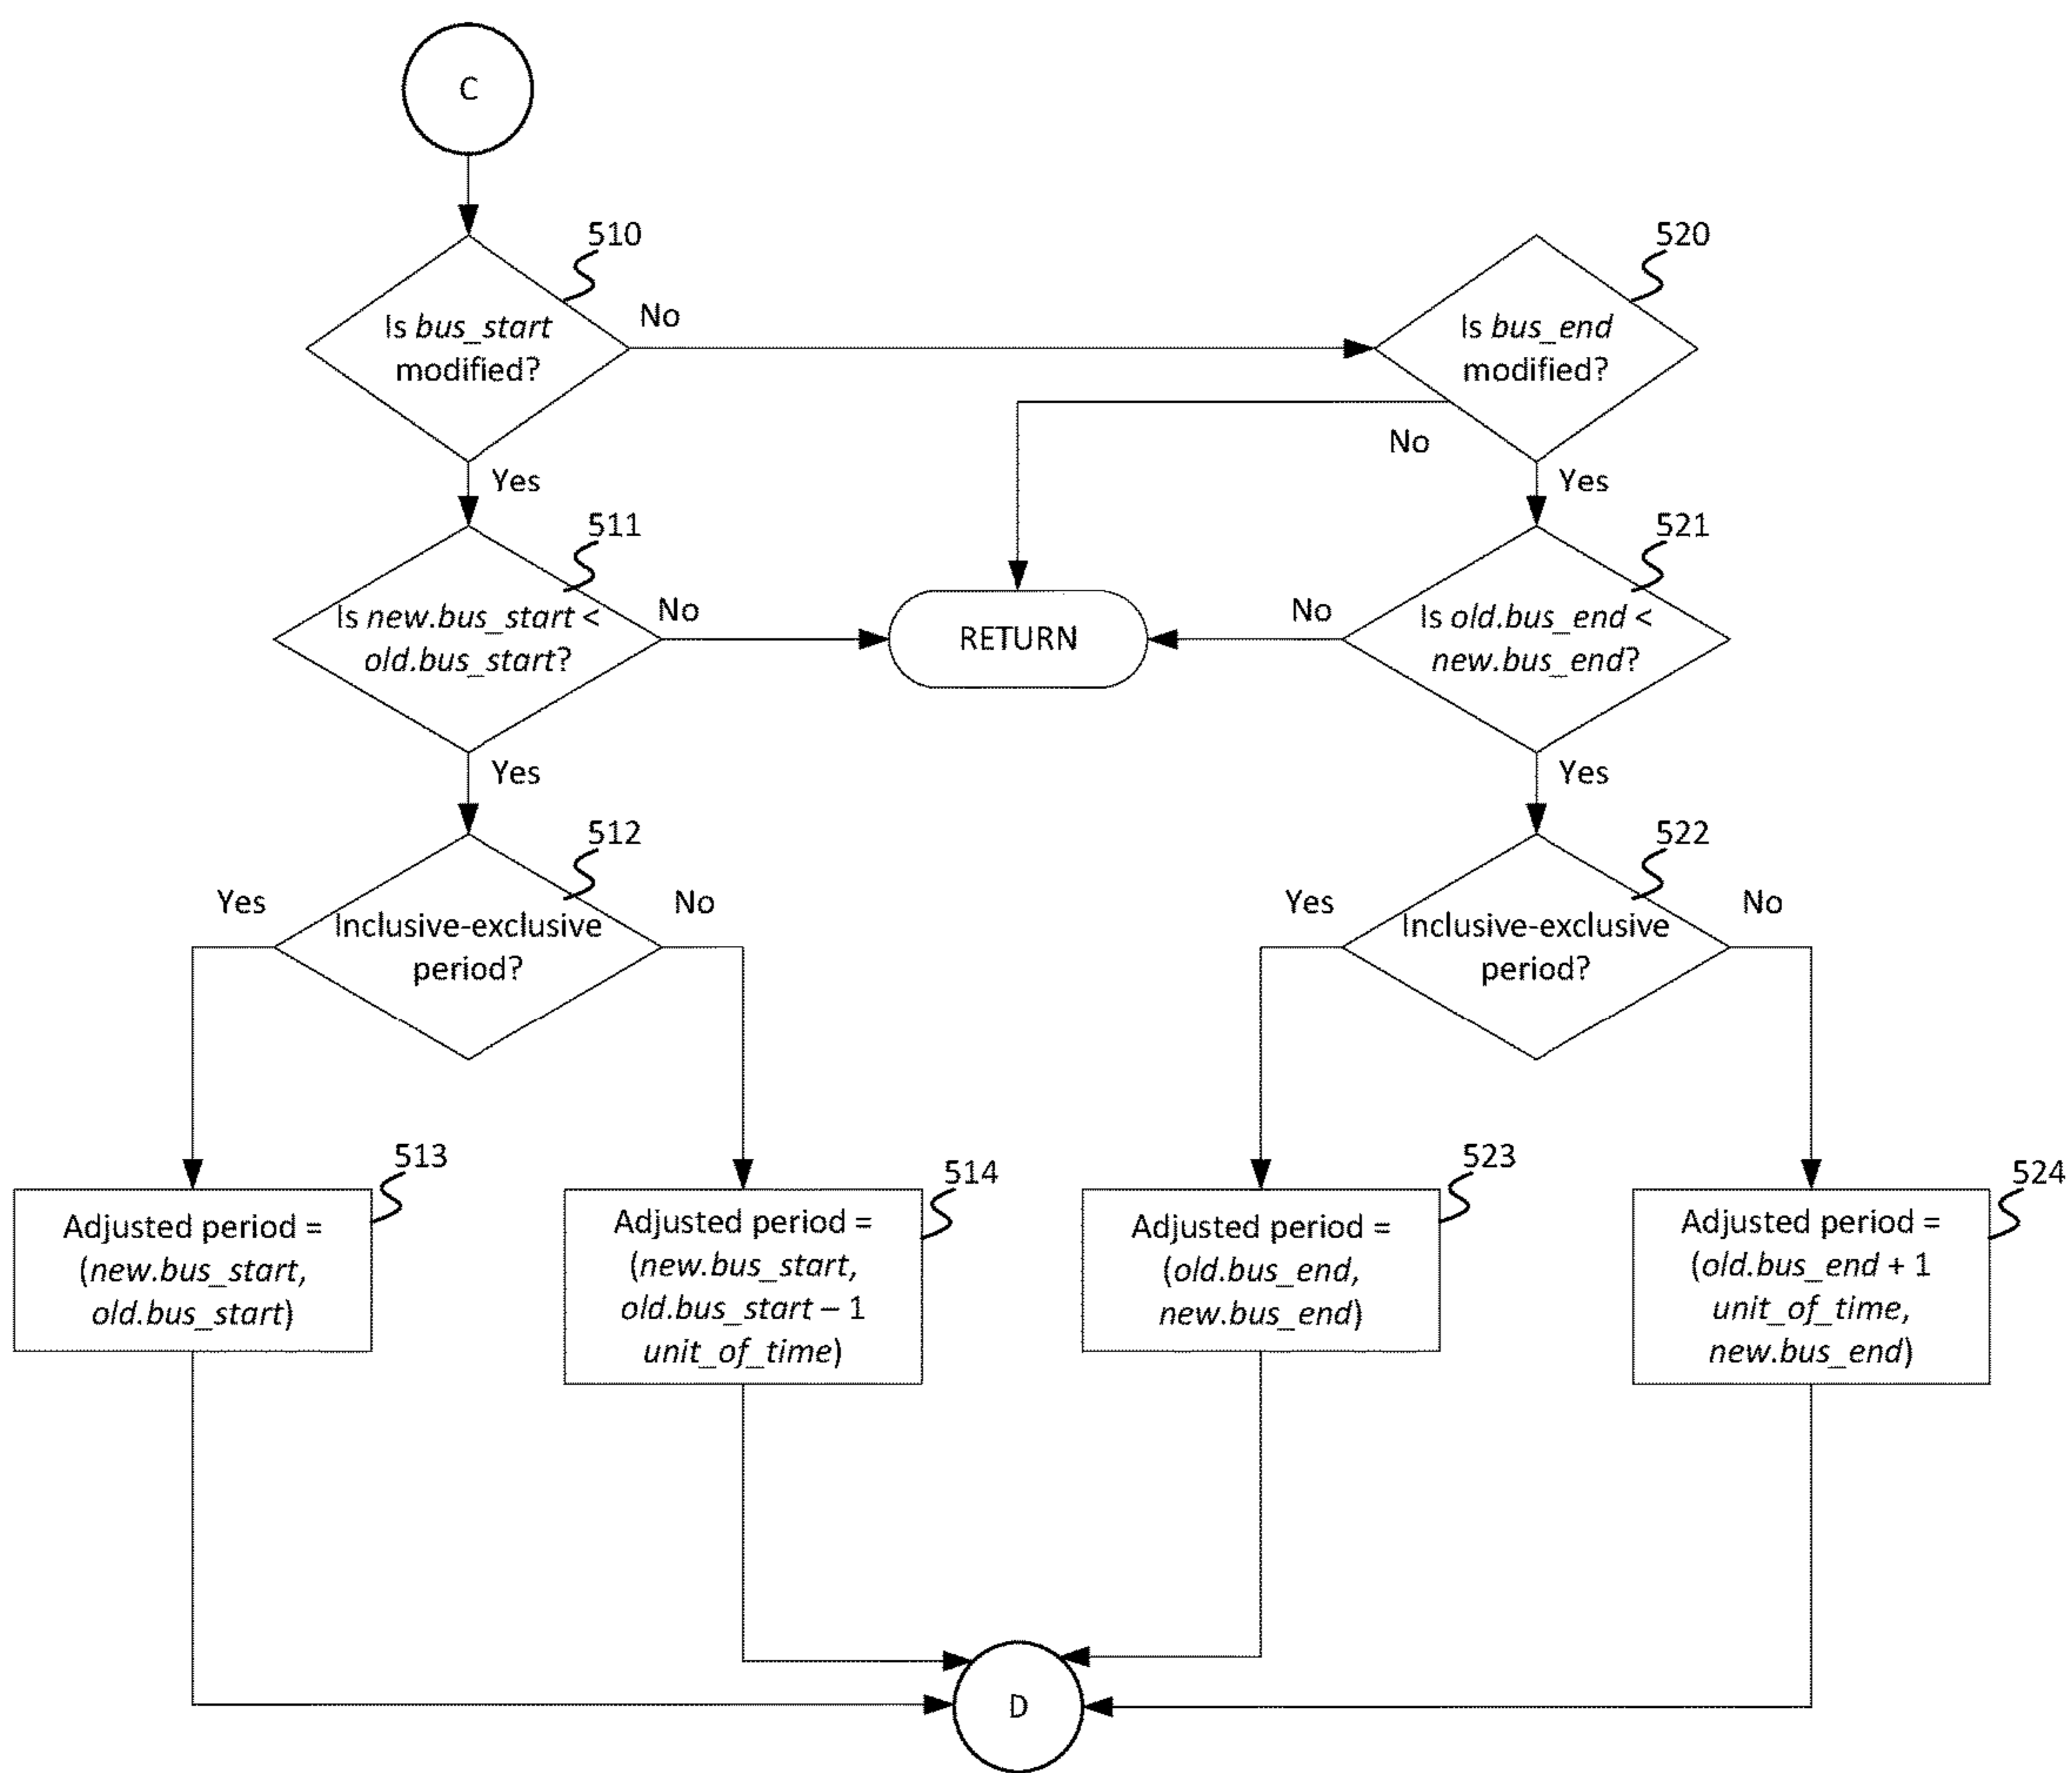 C
510
520
Is bus_start
modified?
No
Is bus_end
modified?
No
Yes
Yes
511
521
Is new.bus_start <
old.bus_start?
No
RETURN
No
Is old.bus_end <
new.bus_end?
Yes
Yes
512
522
Yes
Inclusive-exclusive
period?
No
Yes
Inclusive-exclusive
period?
No
513
514
523
524
Adjusted period =
(new.bus_start,
old.bus_start)
Adjusted period =
(new.bus_start,
old.bus_start – 1
unit_of_time)
Adjusted period =
(old.bus_end,
new.bus_end)
Adjusted period =
(old.bus_end + 1
unit_of_time,
new.bus_end)
D